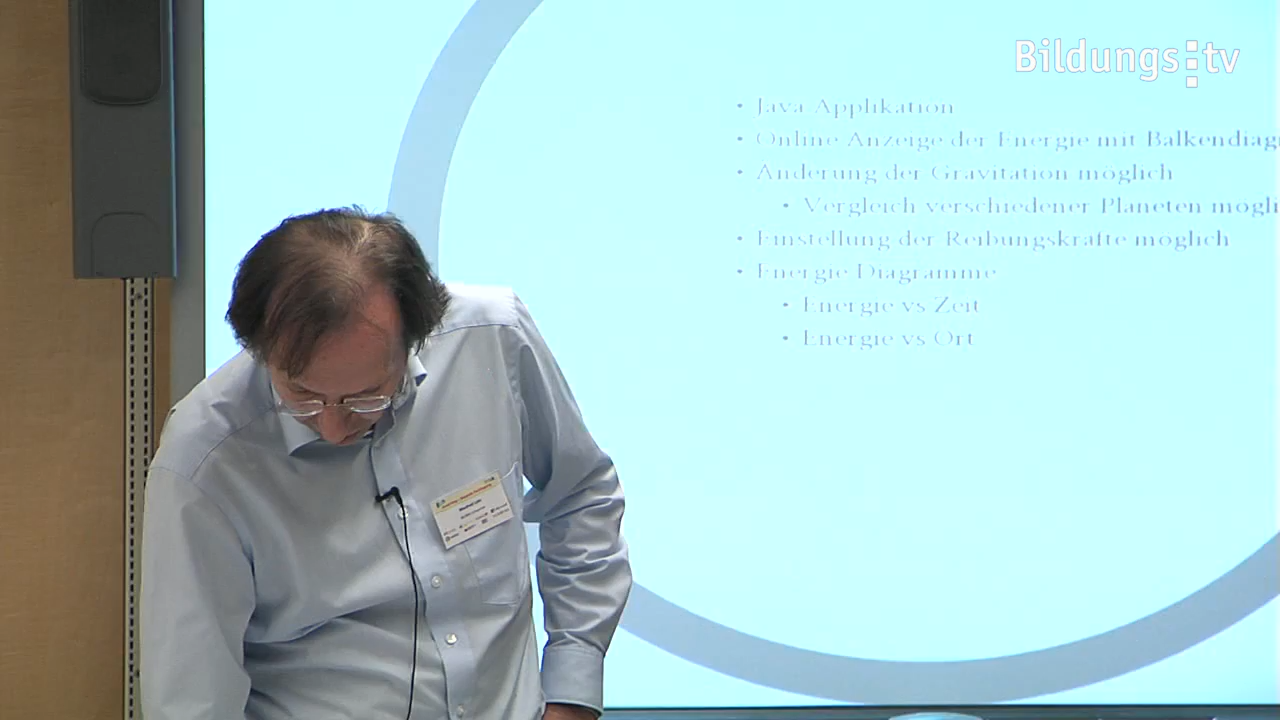 Bildungs:tv
• Java Applikation
• Online Anzeige der Energie mit Balkendiag
• Änderung der Gravitation möglich
• Vergleich verschiedener Planeten mögli
• Einstellung der Reibungskräfte möglich
• Energie Diagramme
• Energie vs Zeit
• Energie vs Ort